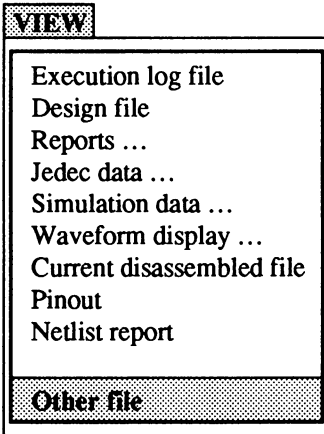 VIEW
Execution log file
Design file
Reports ...
Jedec data ...
Simulation data ...
Waveform display ...
Current disassembled file
Pinout
Netlist report
Other file